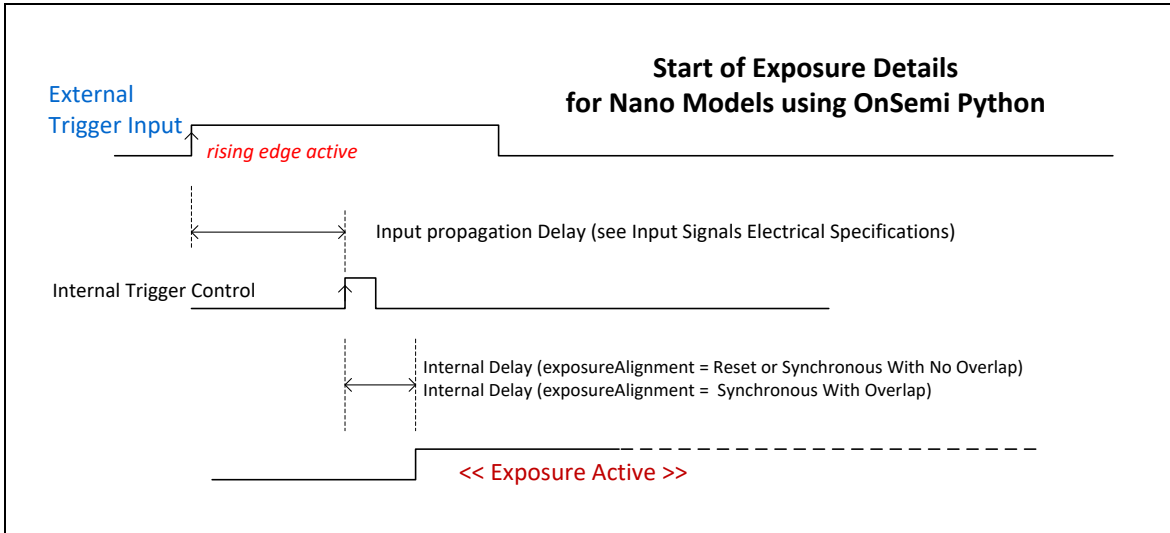 Start of Exposure Details
for Nano Models using OnSemi Python
External
Trigger Input
rising edge active
Input propagation Delay (see Input Signals Electrical Specifications)
Internal Trigger Control
Internal Delay (exposureAlignment = Reset or Synchronous With No Overlap)
Internal Delay (exposureAlignment =  Synchronous With Overlap)
<< Exposure Active >>